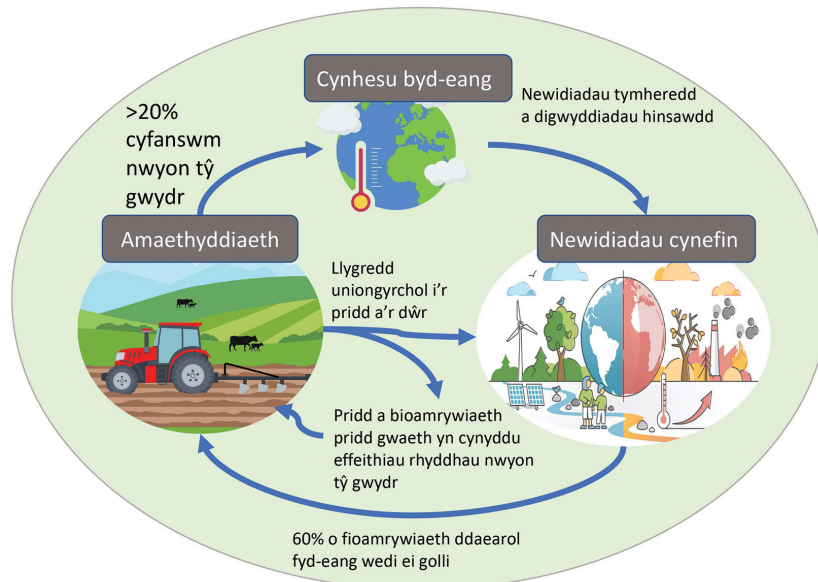 Cynhesu byd-eang
>20%
cyfanswm
nwyon tŷ
gwydr
Newidiadau tymheredd
a digwyddiadau hinsawdd
Amaethyddiaeth
Newidiadau cynefin
Llygredd
uniongyrchol i'r
pridd a'r dŵr
Pridd a bioamrywiaeth
pridd gwaeth yn cynyddu
effeithiau rhyddhau nwyon
tŷ gwydr
60% o fioamrywiaeth ddaearol
fyd-eang wedi ei golli